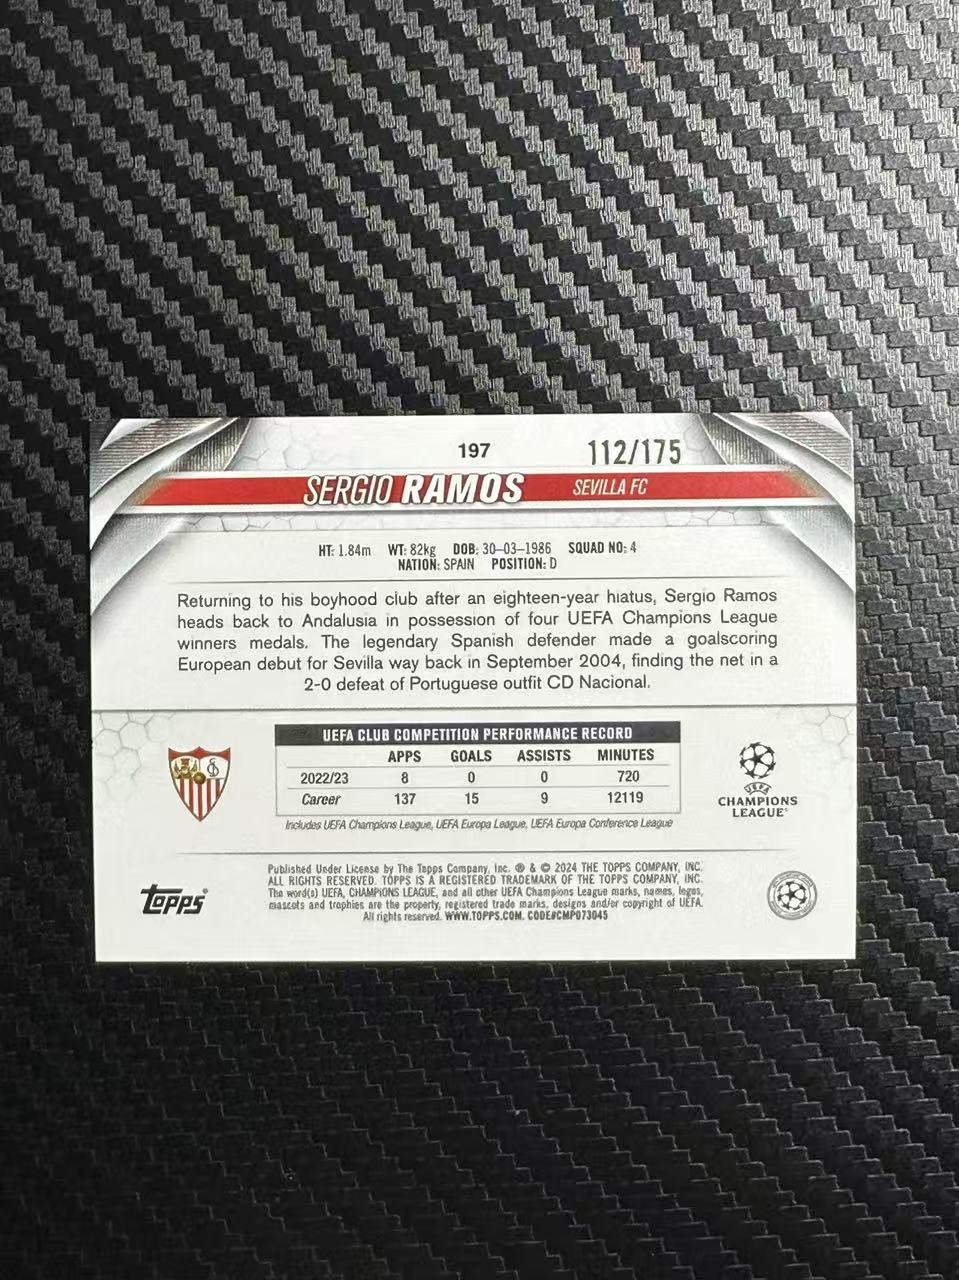 197 112/175
SERGIO RAMOS SEVILLA FC
HT: 1.84m WT: 82kg DOB: 30-03-1986 SQUAD NO: 4
NATION: SPAIN POSITION: D
Returning to his boyhood club after an eighteen-year hiatus, Sergio Ramos
heads back to Andalusia in possession of four UEFA Champions League
winners medals. The legendary Spanish defender made a goalscoring
European debut for Sevilla way back in September 2004, finding the net in a
2-0 defeat of Portuguese outfit CD Nacional.
UEFA CLUB COMPETITION PERFORMANCE RECORD
APPS GOALS ASSISTS MINUTES
2022/23 8 0 0 720
Career 137 15 9 12119
Includes UEFA Champions League, UEFA Europa League, UEFA Europa Conference League
UEFA
CHAMPIONS
LEAGUE®
Published Under License by The Topps Company, Inc. ® & © 2024 THE TOPPS COMPANY, INC.
ALL RIGHTS RESERVED. TOPPS IS A REGISTERED TRADEMARK OF THE TOPPS COMPANY, INC.
The word(s) UEFA, CHAMPIONS LEAGUE, and all other UEFA Champions League marks, names, logos,
mascots and trophies are the property, registered trade marks, designs and/or copyright of UEFA.
All rights reserved. WWW.TOPPS.COM. CODE#CMP073045
TOPPS®